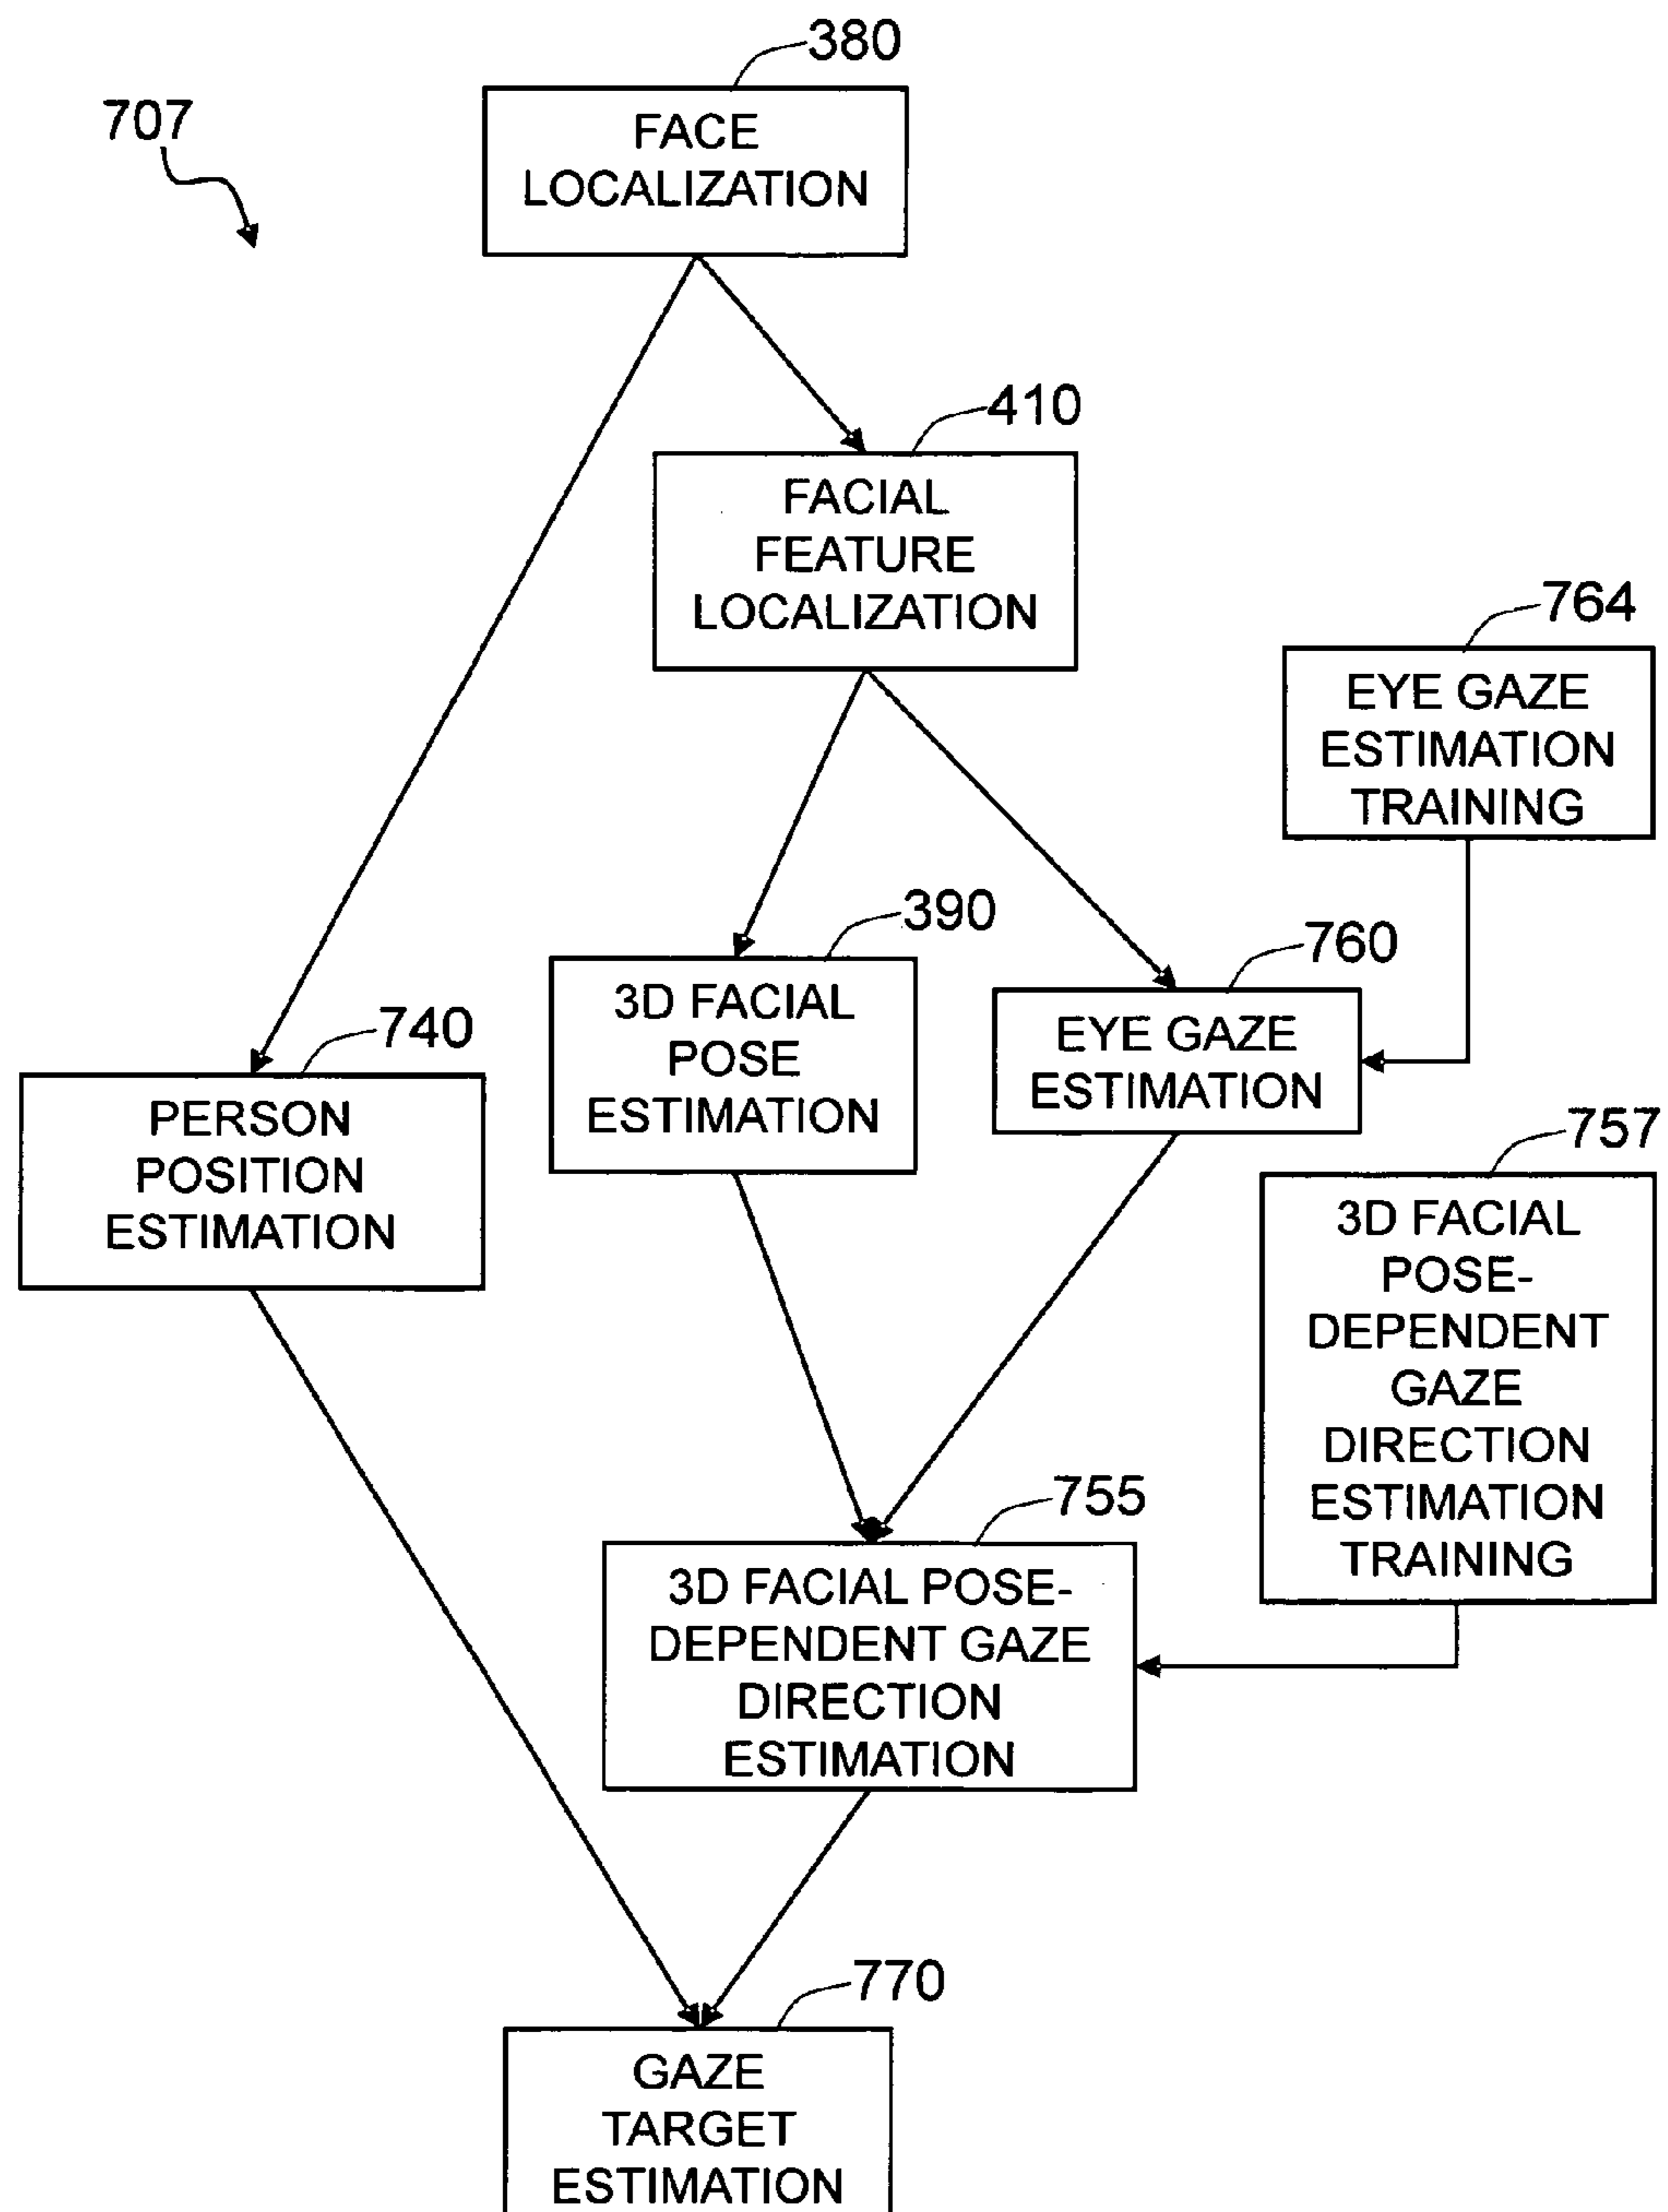 380
707
FACE
LOCALIZATION
410
FACIAL
FEATURE
LOCALIZATION
764
EYE GAZE
ESTIMATION
TRAINING
390
3D FACIAL
POSE
ESTIMATION
760
EYE GAZE
ESTIMATION
740
PERSON
POSITION
ESTIMATION
757
3D FACIAL
POSE-
DEPENDENT
GAZE
DIRECTION
ESTIMATION
TRAINING
755
3D FACIAL POSE-
DEPENDENT GAZE
DIRECTION
ESTIMATION
770
GAZE
TARGET
ESTIMATION